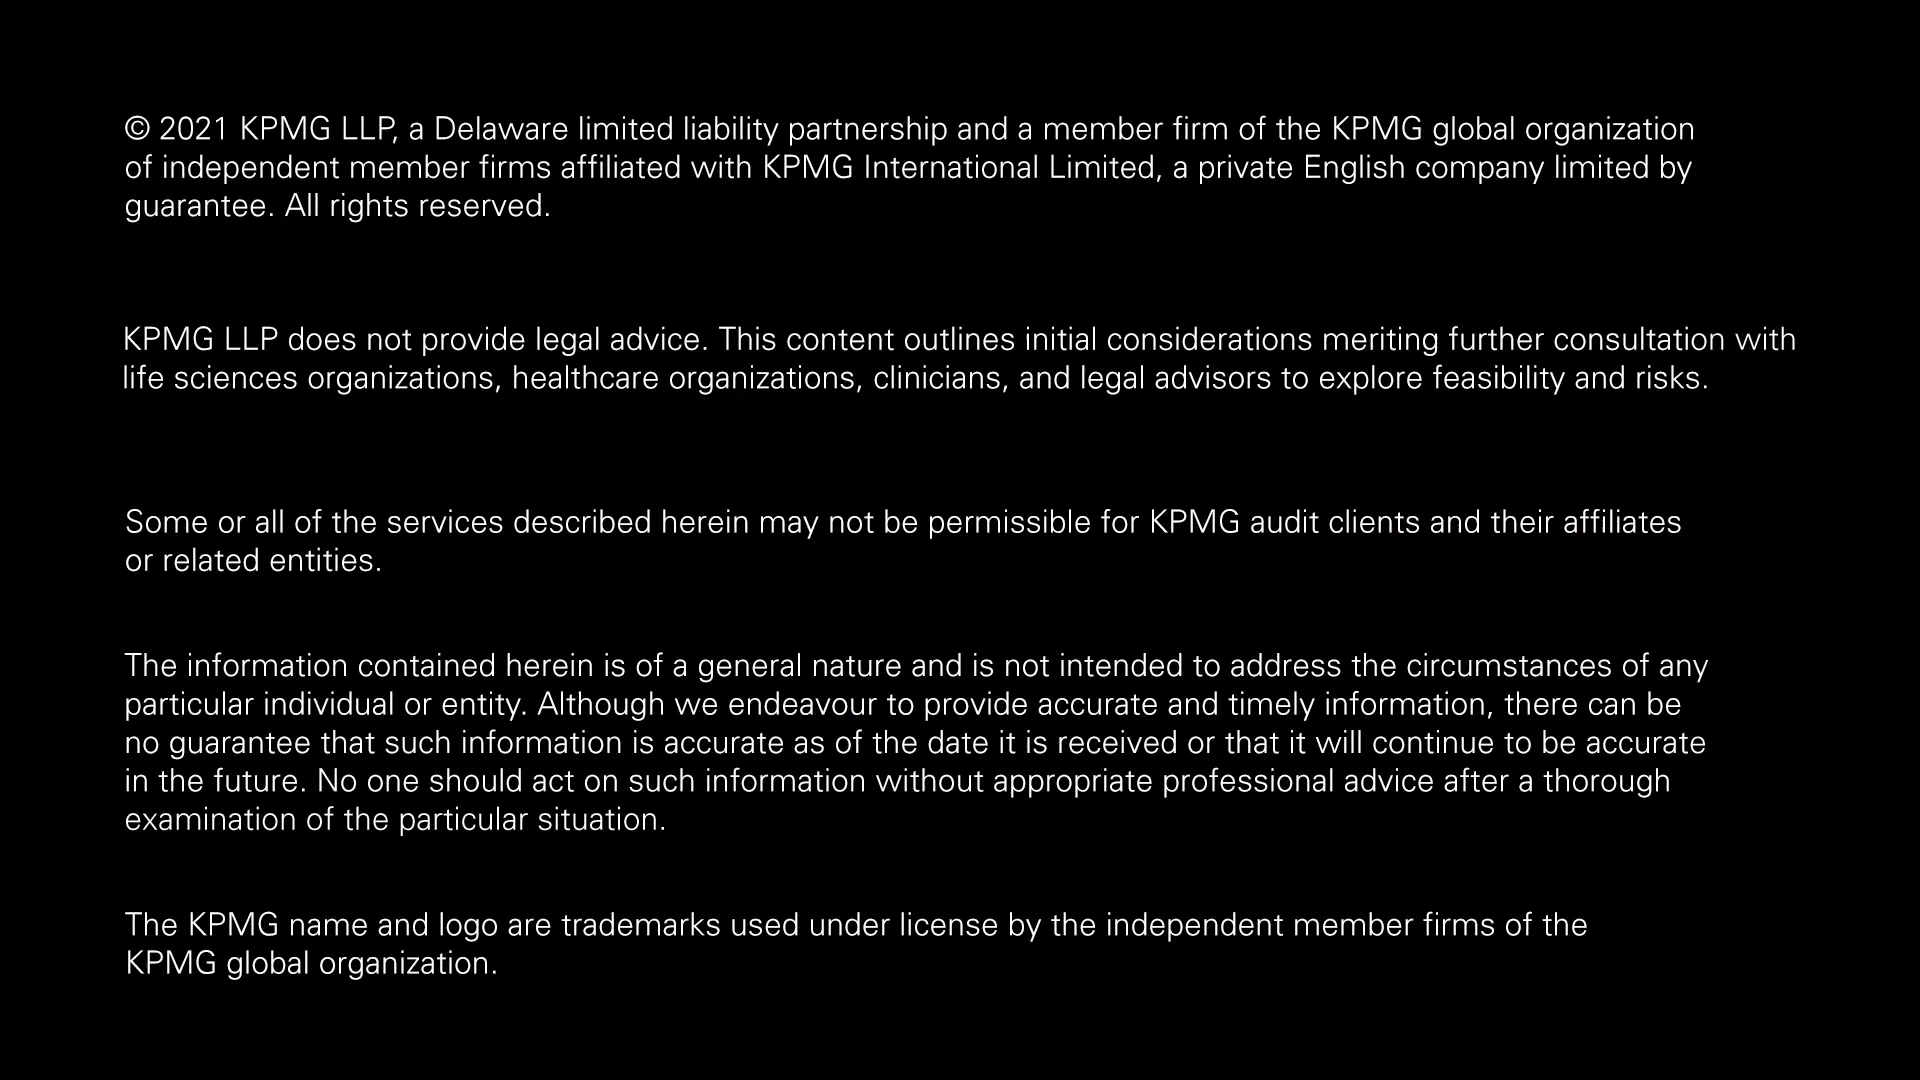 © 2021 KPMG LLP, a Delaware limited liability partnership and a member firm of the KPMG global organization
of independent member firms affiliated with KPMG International Limited, a private English company limited by
guarantee. All rights reserved.
KPMG LLP does not provide legal advice. This content outlines initial considerations meriting further consultation with
life sciences organizations, healthcare organizations, clinicians, and legal advisors to explore feasibility and risks.
Some or all of the services described herein may not be permissible for KPMG audit clients and their affiliates
or related entities.
The information contained herein is of a general nature and is not intended to address the circumstances of any
particular individual or entity. Although we endeavour to provide accurate and timely information, there can be
no guarantee that such information is accurate as of the date it is received or that it will continue to be accurate
in the future. No one should act on such information without appropriate professional advice after a thorough
examination of the particular situation.
The KPMG name and logo are trademarks used under license by the independent member firms of the
KPMG global organization.